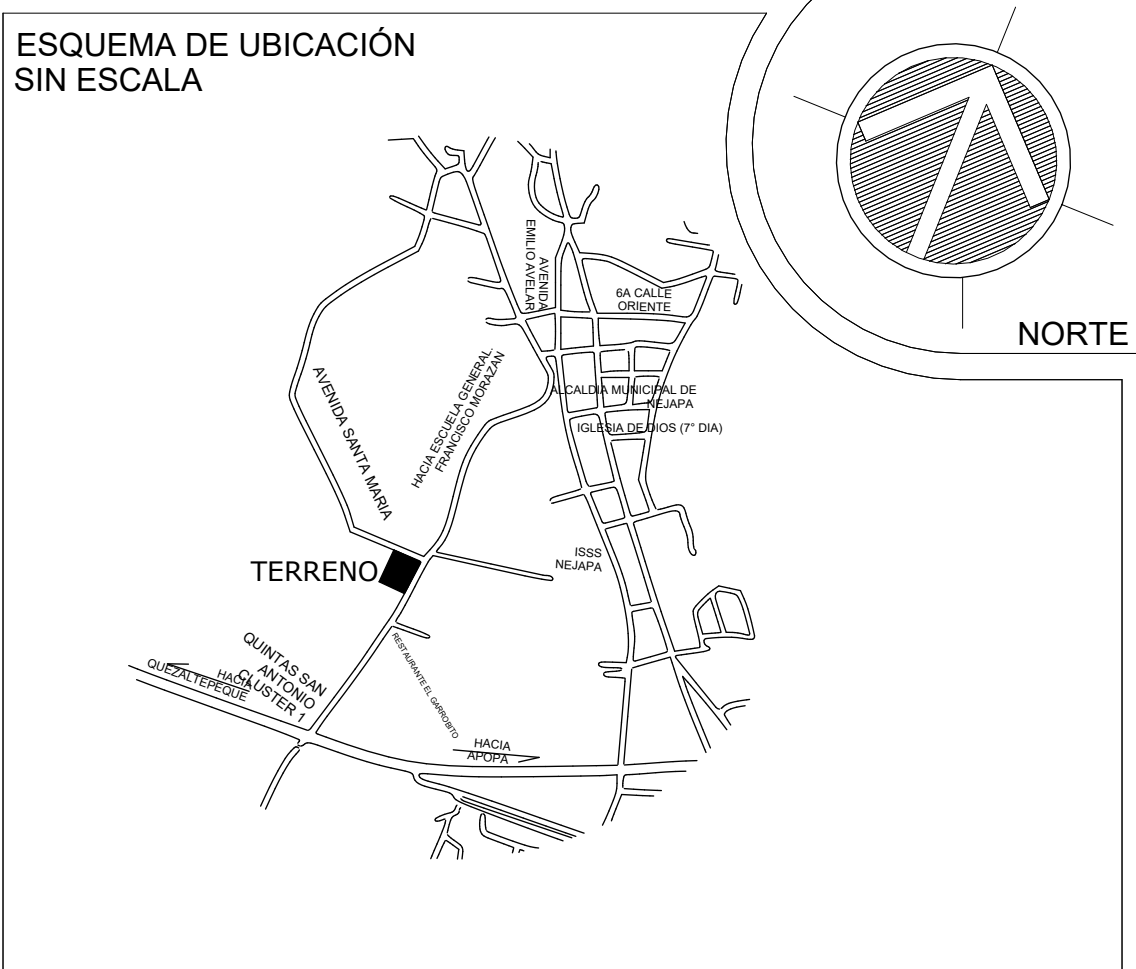 ESQUEMA DE UBICACIÓN
SIN ESCALA
NORTE
AVENIDA
EMILIO AVELAR
6A CALLE
ORIENTE
AVENIDA SANTA MARIA
HACIA ESCUELA GENERAL.
FRANCISCO MORAZAN
ALCALDIA MUNICIPAL DE
NEJAPA
IGLESIA DE DIOS (7° DIA)
ISSS
NEJAPA
TERRENO
QUINTAS SAN
ANTONIO
CLUSTER 1
HACIA
QUEZALTEPEQUE
RESTAURANTE EL GARROBITO
HACIA
APOPA